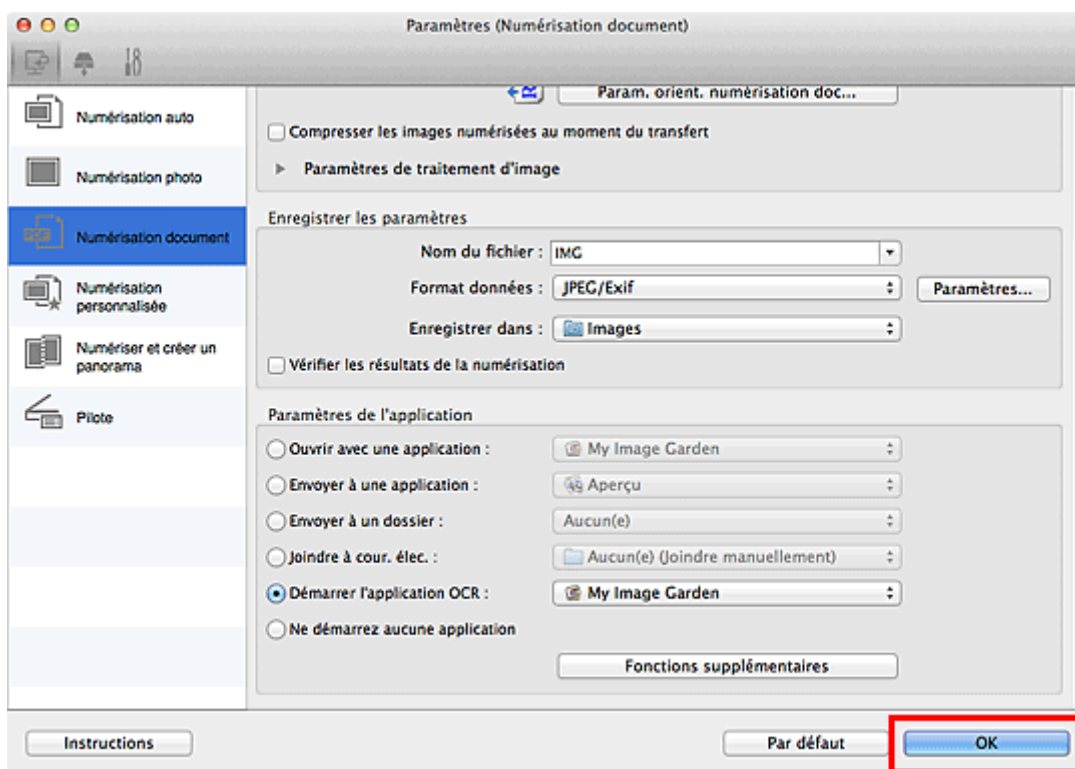 Paramètres (Numérisation document)
Numérisation auto
Numérisation photo
PDF
Numérisation document
Numérisation
personnalisée
Numériser et créer un
panorama
Pilote
Param. orient. numérisation doc...
Compresser les images numérisées au moment du transfert
Paramètres de traitement d'image
Enregistrer les paramètres
Nom du fichier : IMG
Format données : JPEG/Exif Paramètres...
Enregistrer dans : Images
Vérifier les résultats de la numérisation
Paramètres de l'application
Ouvrir avec une application : My Image Garden
Envoyer à une application : Aperçu
Envoyer à un dossier : Aucun(e)
Joindre à cour. élec. : Aucun(e) (Joindre manuellement)
Démarrer l'application OCR : My Image Garden
Ne démarrez aucune application
Fonctions supplémentaires
Instructions Par défaut OK